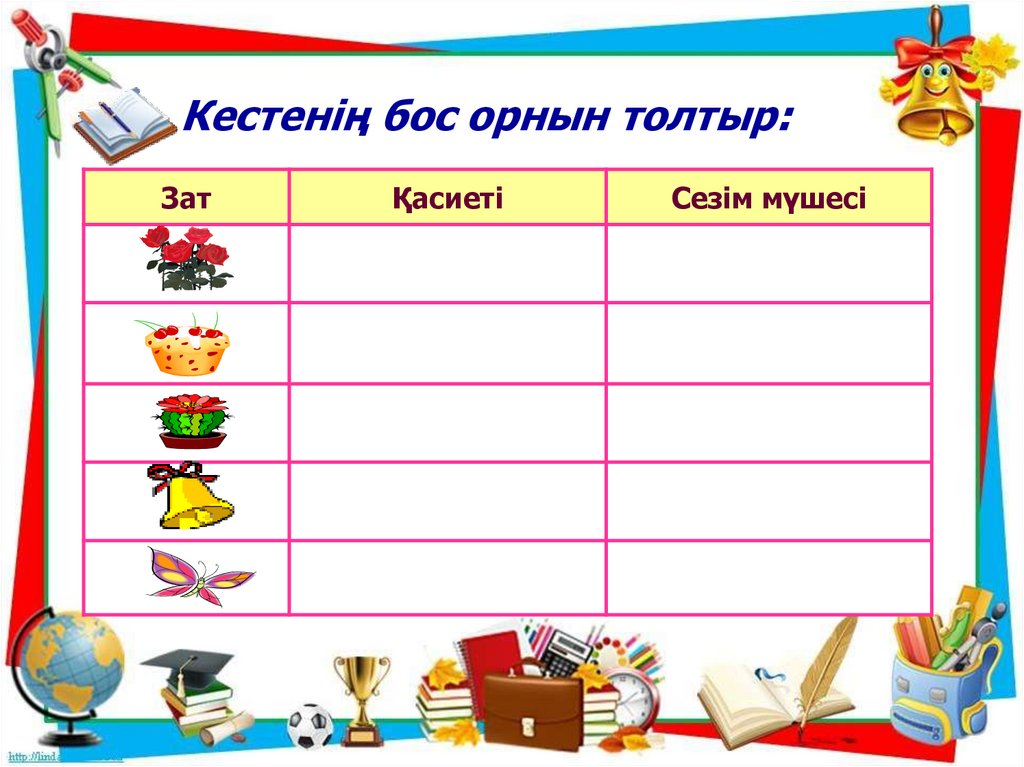 Кестенің бос орнын толтыр:
Зат Қасиеті Сезім мүшесі